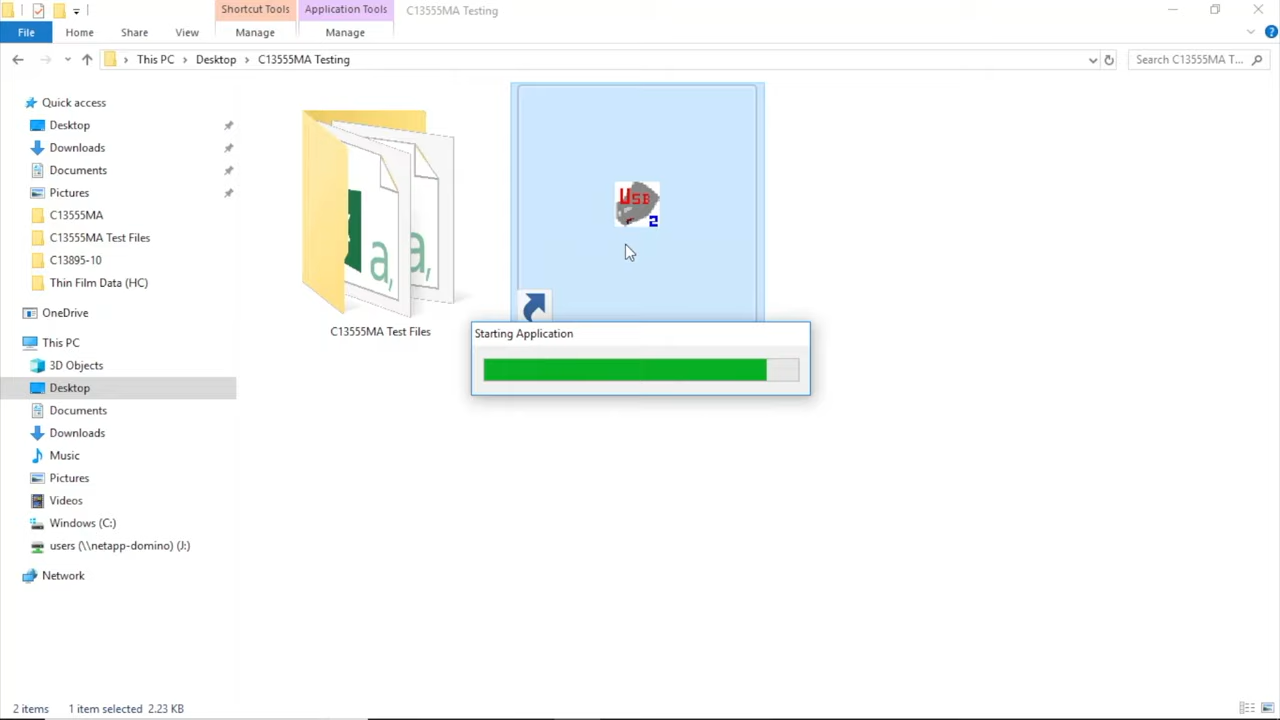 Shortcut Tools
Application Tools
C13555MA Testing
File
Home
Share
View
Manage
Manage
This PC
Desktop
C13555MA Testing
Search C13555MA T...
Quick access
Desktop
Downloads
Documents
Pictures
C13555MA
C13555MA Test Files
C13895-10
Thin Film Data (HC)
OneDrive
This PC
3D Objects
Desktop
Documents
Downloads
Music
Pictures
Videos
Windows (C:)
users (\\netapp-domino) (J:)
Network
a,
a,
C13555MA Test Files
USB
2
Starting Application
2 items
1 item selected 2.23 KB